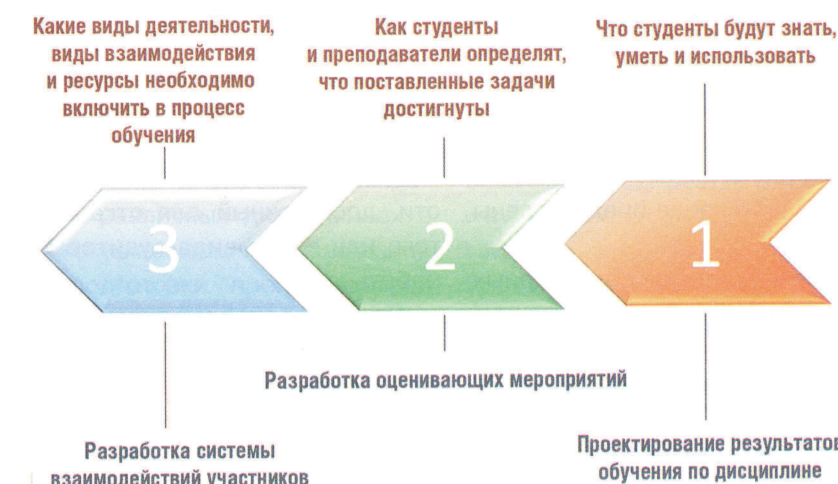 Какие виды деятельности,
виды взаимодействия
и ресурсы необходимо
включить в процесс
обучения
Как студенты
и преподаватели определят,
что поставленные задачи
достигнуты
Что студенты будут знать,
уметь и использовать
3
2
1
Разработка оценивающих мероприятий
Разработка системы
взаимодействий участников
Проектирование результатов
обучения по дисциплине